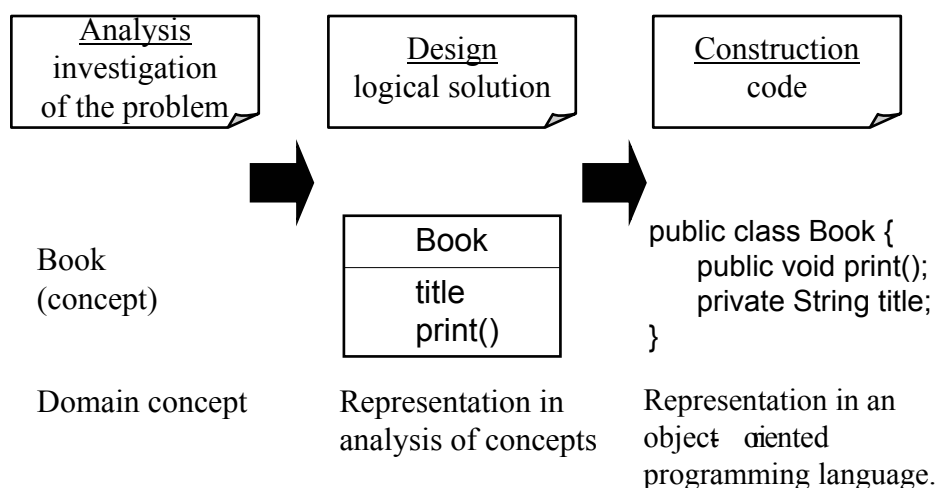 Analysis
investigation
of the problem
Design
logical solution
Construction
code
Book
(concept)
Book
title
print()
public class Book {
public void print();
private String title;
}
Domain concept
Representation in
analysis of concepts
Representation in an
object oriented
programming language.